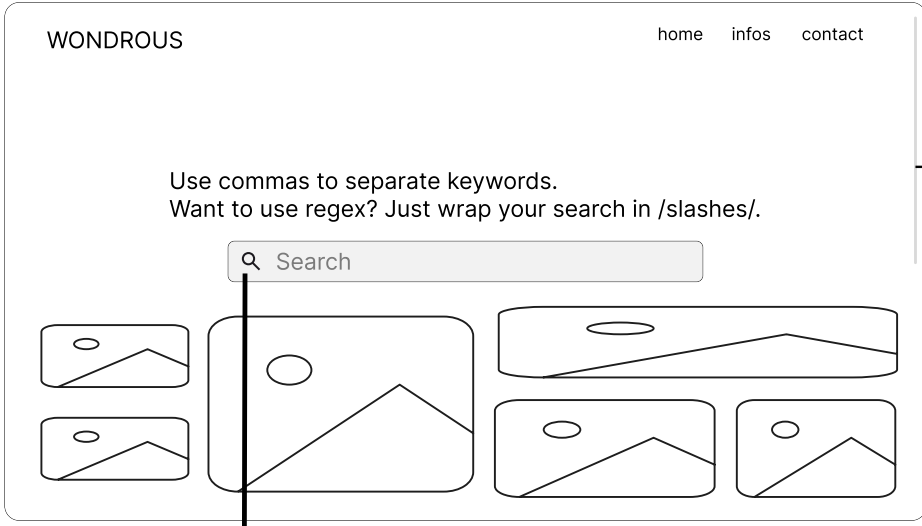 WONDROUS
home infos contact
Use commas to separate keywords.
Want to use regex? Just wrap your search in /slashes/.
Search